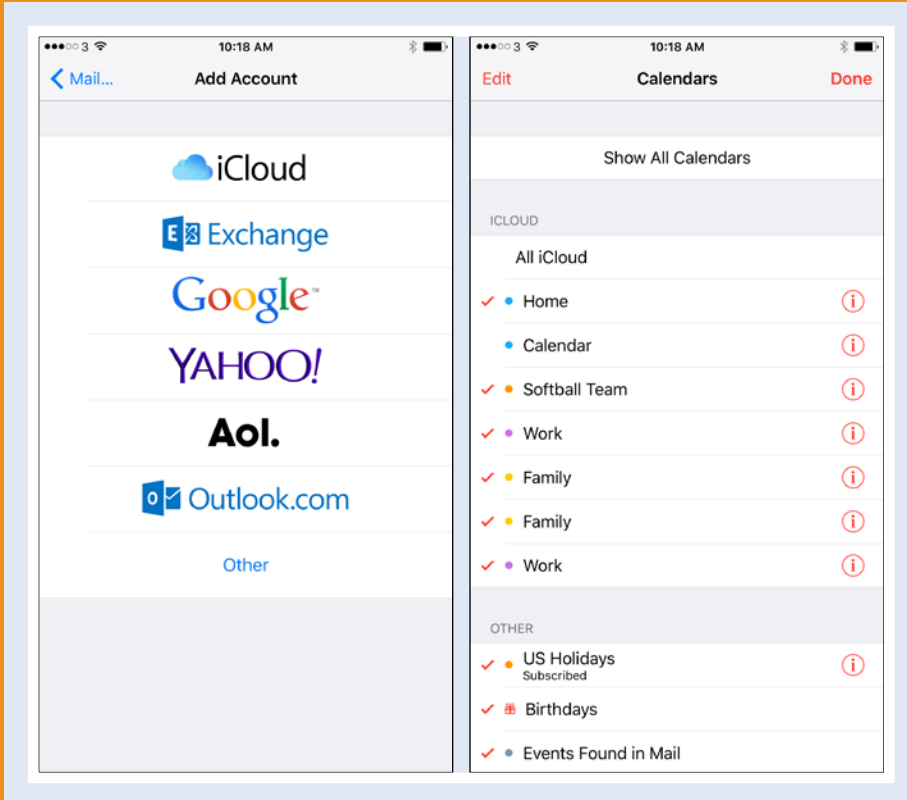 3
10:18 AM
Mail...
Add Account
iCloud
E Exchange
Google™
YAHOO!
Aol.
o Outlook.com
Other
3
10:18 AM
Edit
Calendars
Done
Show All Calendars
ICLOUD
All iCloud
Home i
Calendar i
Softball Team i
Work i
Family i
Family i
Work i
OTHER
US Holidays i
Subscribed
Birthdays
Events Found in Mail